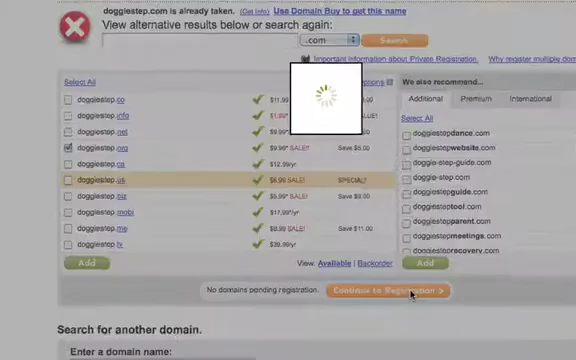 doggiestep.com is already taken. (Get Info) Use Domain Buy to get this name
View alternative results below or search again:
.com Search
Important information about Private Registration. Why register multiple dom
Select All ptions
We also recommend...
Additional Premium International
Select All
doggiestep.co $11.99
doggiestep.info $1.99*
doggiestep.net $9.99*
doggiestep.org $9.99* SALE! Save $5.00
doggiestep.ca $12.99/yr
doggiestep.us SALE! SPECIAL!
doggiestep.biz $5.99* SALE! Save $9.00
doggiestep.mobi $17.99*/yr
doggiestep.me SALE! Save $11.00
doggiestep.tv $39.99/yr
doggiestepdance.com
doggiestepwebsite.com
doggie-step-guide.com
doggie-step.com
doggiestepguide.com
doggiesteptool.com
doggiestepparent.com
doggiestepmeetings.com
doggiesteprecovery.com
Add View: Available | Backorder Add
No domains pending registration. Continue to Registration >
Search for another domain.
Enter a domain name: